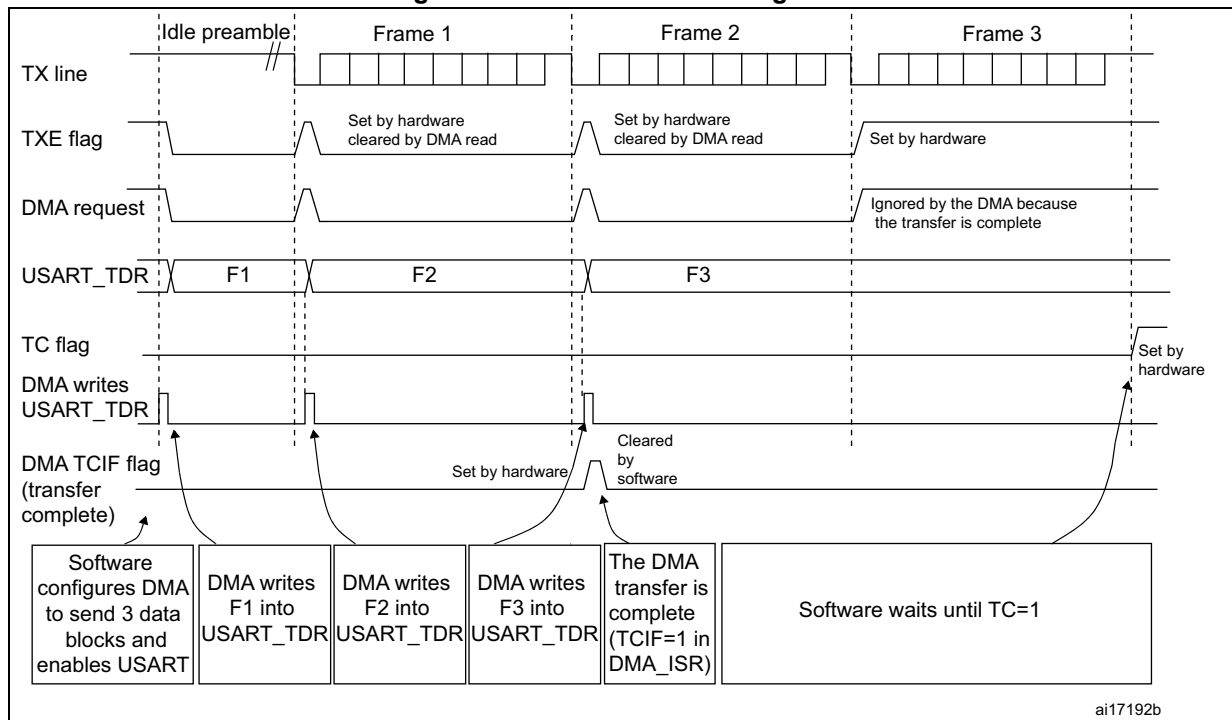 Idle preamble
Frame 1
Frame 2
Frame 3
TX line
TXE flag
Set by hardware
cleared by DMA read
Set by hardware
cleared by DMA read
Set by hardware
DMA request
Ignored by the DMA because
the transfer is complete
USART_TDR
F1
F2
F3
TC flag
Set by
hardware
DMA writes
USART_TDR
DMA TCIF flag
(transfer
complete)
Set by hardware
Cleared
by
software
Software
configures DMA
to send 3 data
blocks and
enables USART
DMA writes
F1 into
USART_TDR
DMA writes
F2 into
USART_TDR
DMA writes
F3 into
USART_TDR
The DMA
transfer is
complete
(TCIF=1 in
DMA_ISR)
Software waits until TC=1
ai17192b